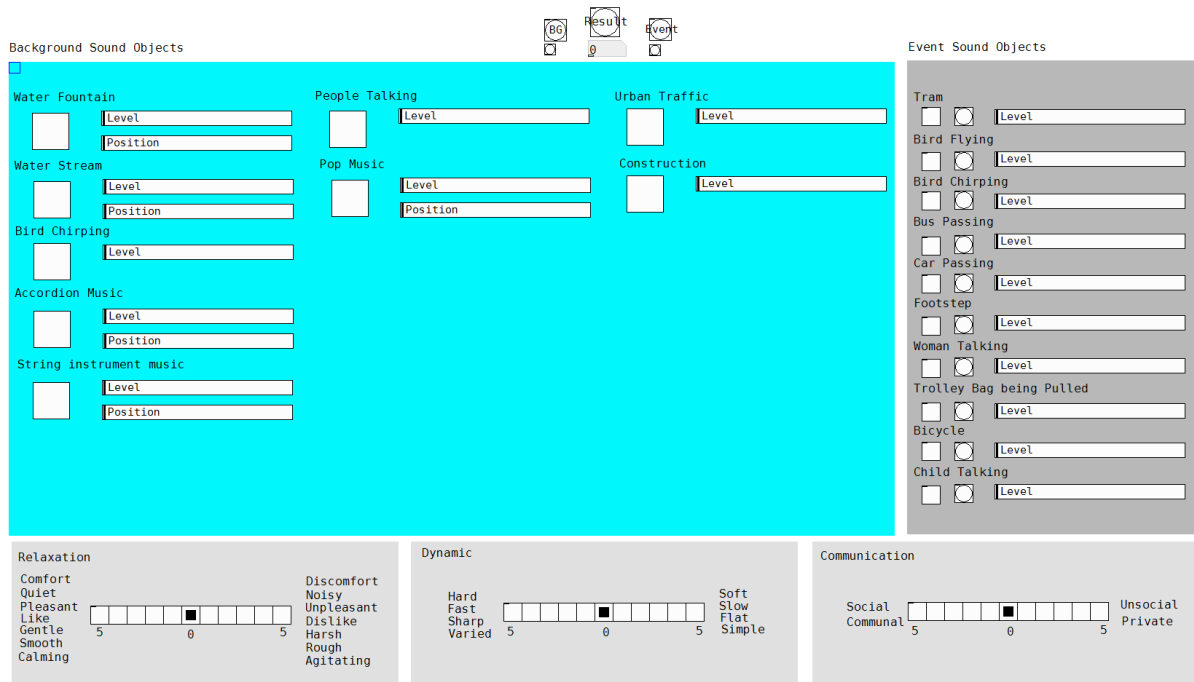 BG
Result
Event
0
Background Sound Objects
Event Sound Objects
Water Fountain
Level
Position
Water Stream
Level
Position
Bird Chirping
Level
Accordion Music
Level
Position
String instrument music
Level
Position
People Talking
Level
Pop Music
Level
Position
Urban Traffic
Level
Construction
Level
Tram
Level
Bird Flying
Level
Bird Chirping
Level
Bus Passing
Level
Car Passing
Level
Footstep
Level
Woman Talking
Level
Trolley Bag being Pulled
Level
Bicycle
Level
Child Talking
Level
Relaxation
Comfort
Quiet
Pleasant
Like
Gentle
Smooth
Calming
5 0 5
Discomfort
Noisy
Unpleasant
Dislike
Harsh
Rough
Agitating
Dynamic
Hard
Fast
Sharp
Varied
5 0 5
Soft
Slow
Flat
Simple
Communication
Social
Communal
5 0 5
Unsocial
Private